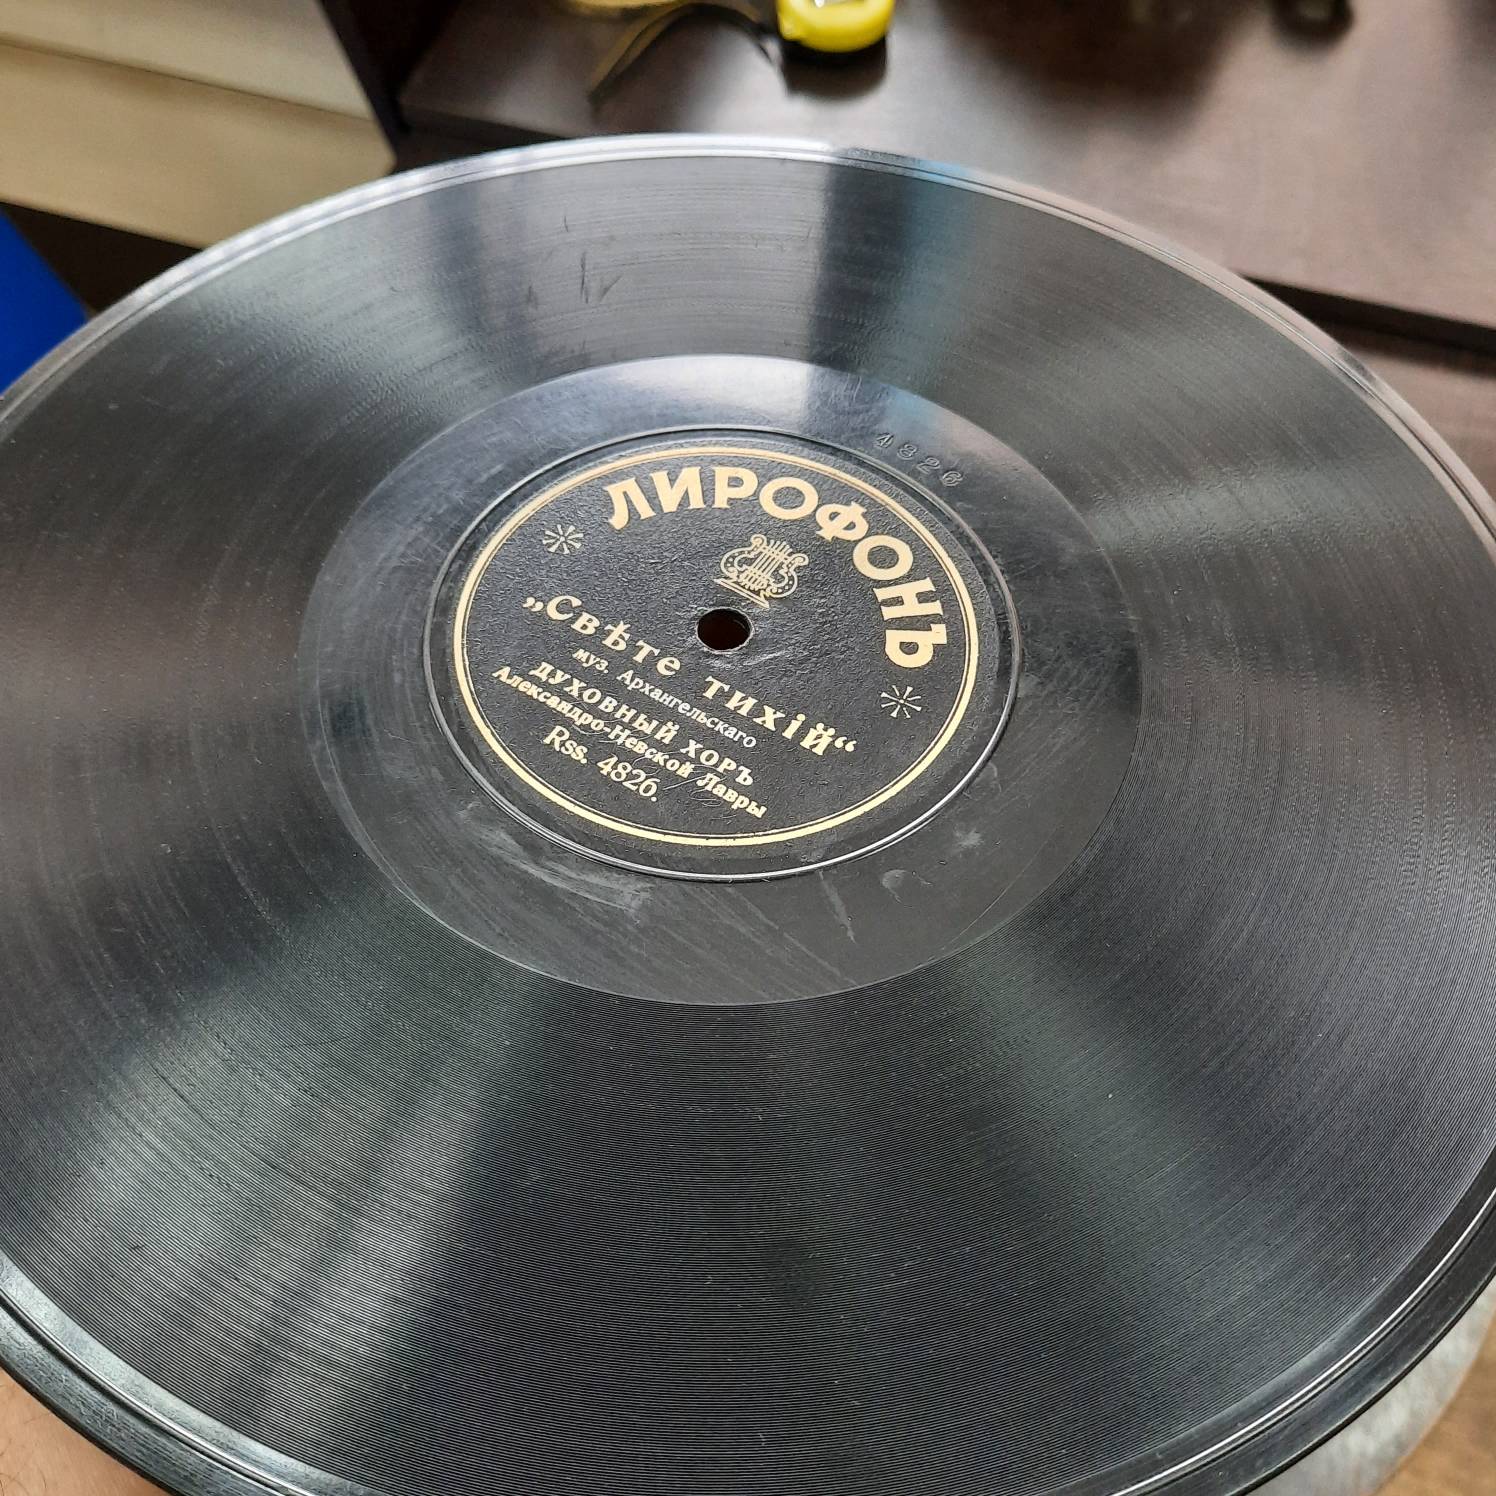 4826
ЛИРОФОНЪ
„Свѣте тихій“
муз. Архангельскаго
ДУХОВНЫЙ ХОРЪ
Александро-Невской Лавры
Rss. 4826.